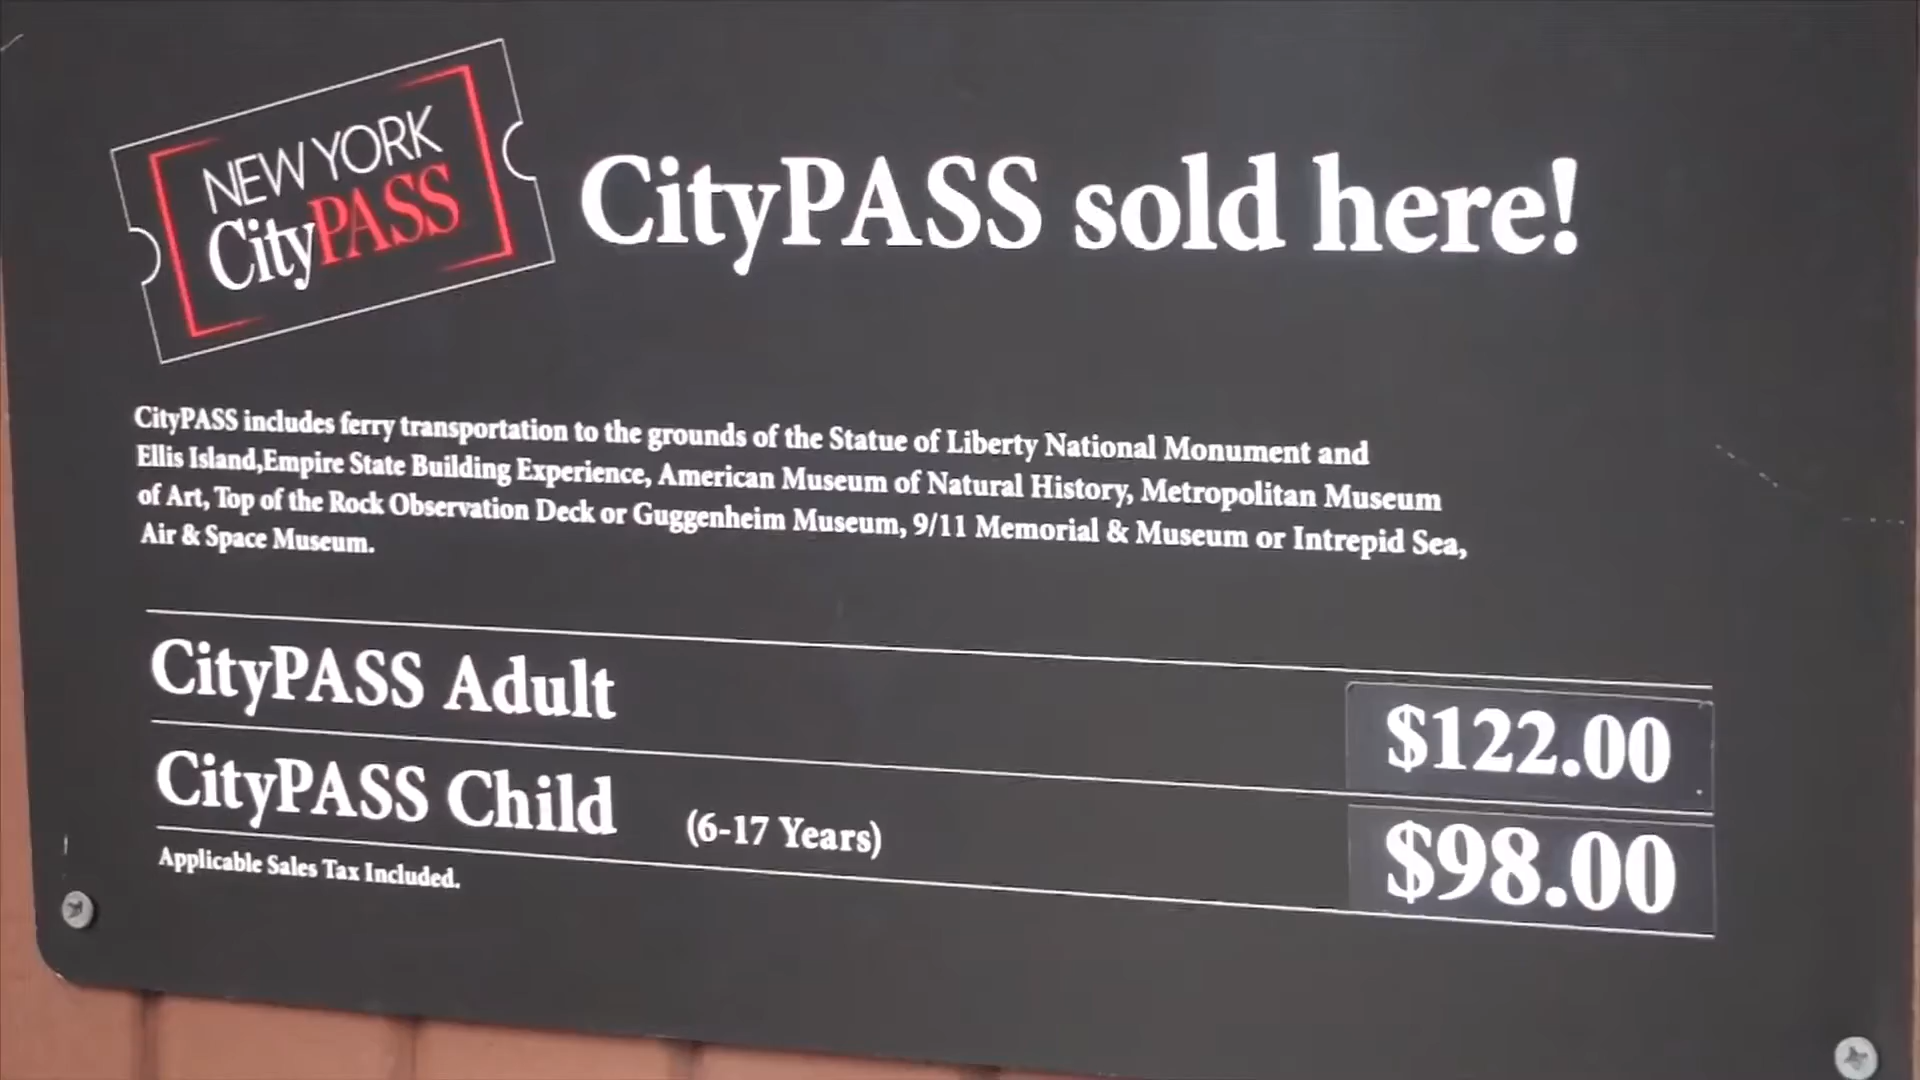 NEW YORK
CityPASS
CityPASS sold here!
CityPASS includes ferry transportation to the grounds of the Statue of Liberty National Monument and
Ellis Island,Empire State Building Experience, American Museum of Natural History, Metropolitan Museum
of Art, Top of the Rock Observation Deck or Guggenheim Museum, 9/11 Memorial & Museum or Intrepid Sea,
Air & Space Museum.
CityPASS Adult $122.00
CityPASS Child (6-17 Years) $98.00
Applicable Sales Tax Included.